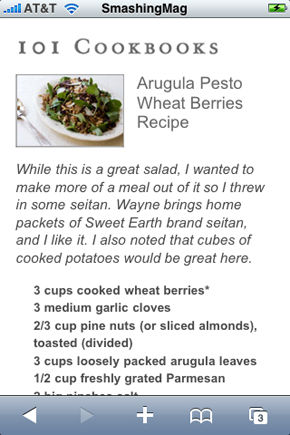 AT&T SmashingMag
101 COOKBOOKS
Arugula Pesto
Wheat Berries
Recipe
While this is a great salad, I wanted to
make more of a meal out of it so I threw
in some seitan. Wayne brings home
packets of Sweet Earth brand seitan,
and I like it. I also noted that cubes of
cooked potatoes would be great here.
3 cups cooked wheat berries*
3 medium garlic cloves
2/3 cup pine nuts (or sliced almonds),
toasted (divided)
3 cups loosely packed arugula leaves
1/2 cup freshly grated Parmesan
2 big pinches salt
3